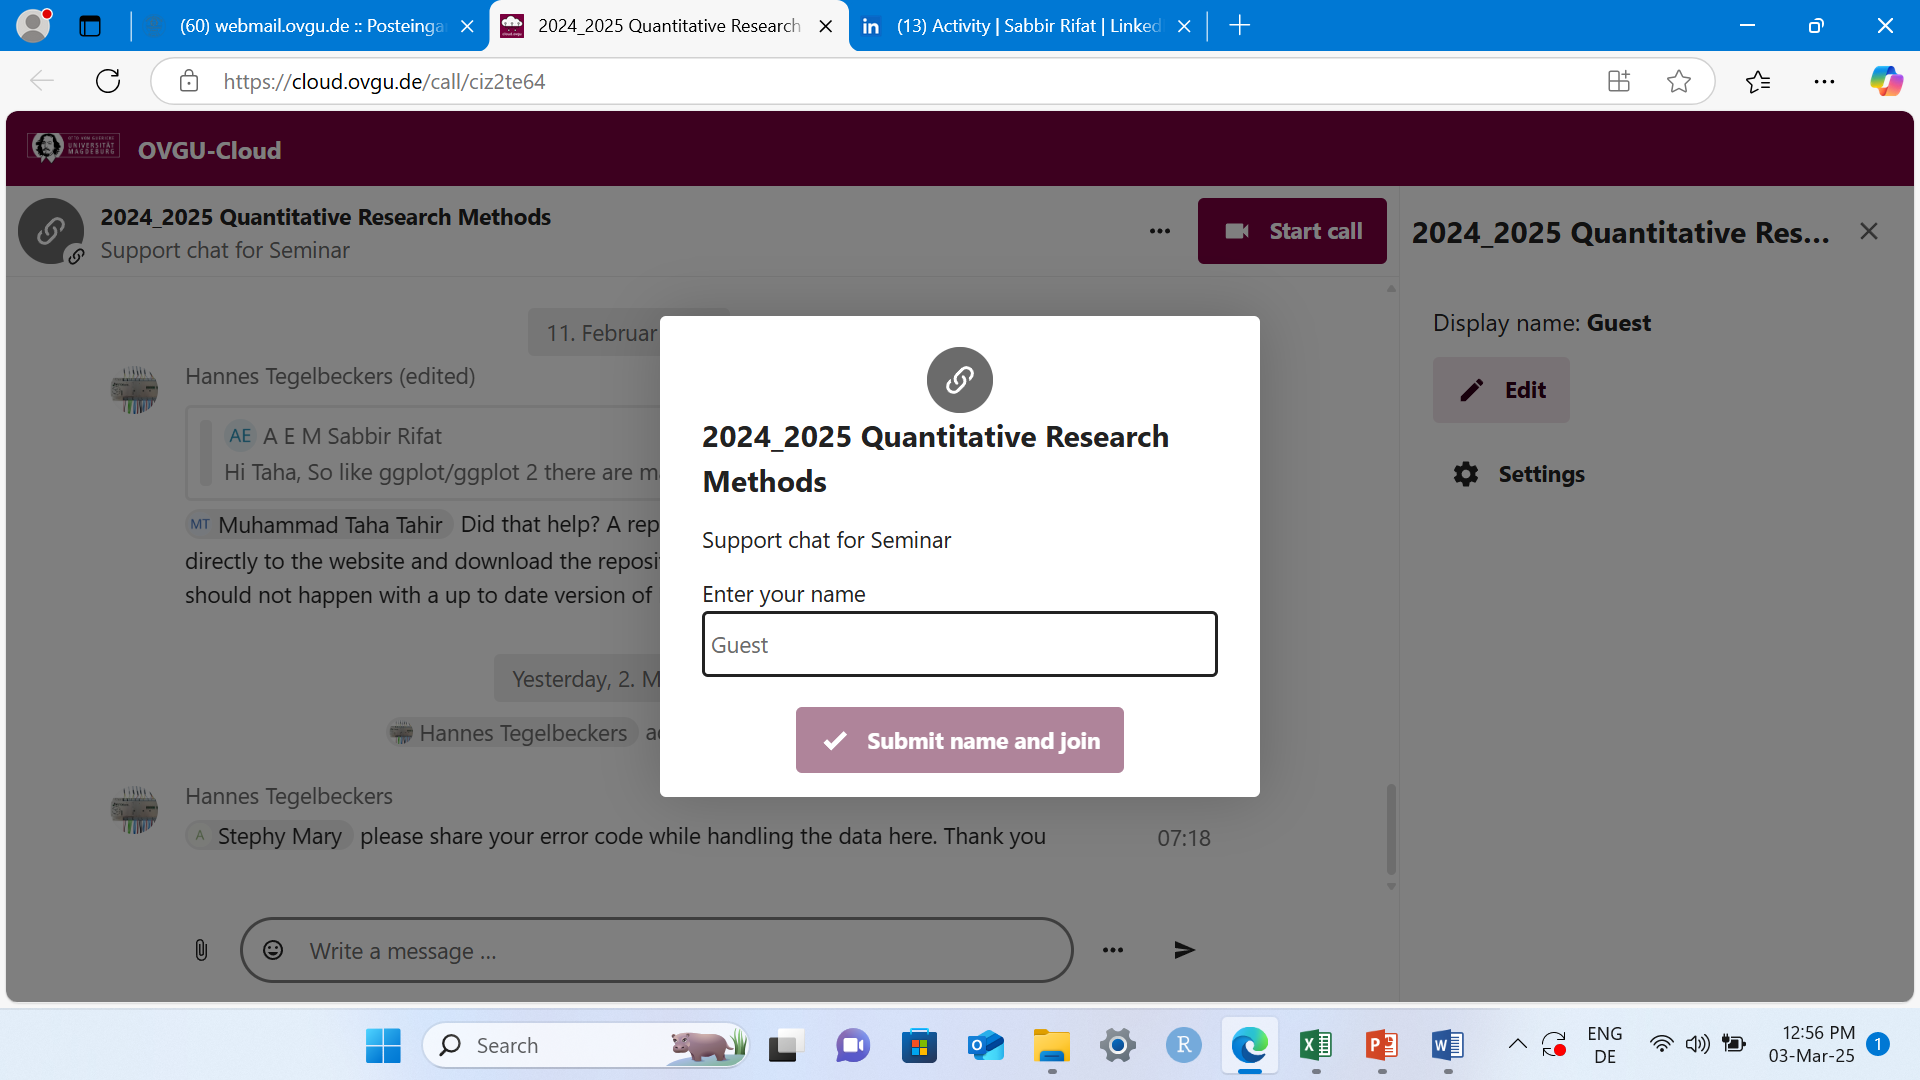 (60) webmail.ovgu.de :: Posteinga
2024_2025 Quantitative Research
(13) Activity | Sabbir Rifat | Linked
https://cloud.ovgu.de/call/ciz2te64
OTTO VON GUERICKE
UNIVERSITÄT
MAGDEBURG
OVGU-Cloud
2024_2025 Quantitative Research Methods
Support chat for Seminar
Start call
2024_2025 Quantitative Res...
Display name: Guest
Edit
Settings
11. Februar
Hannes Tegelbeckers (edited)
AE A E M Sabbir Rifat
Hi Taha, So like ggplot/ggplot 2 there are m
MT Muhammad Taha Tahir Did that help? A rep
directly to the website and download the reposi
should not happen with a up to date version of
Yesterday, 2. M
Hannes Tegelbeckers a
Hannes Tegelbeckers
A Stephy Mary please share your error code while handling the data here. Thank you
07:18
Write a message ...
2024_2025 Quantitative Research
Methods
Support chat for Seminar
Enter your name
Guest
Submit name and join
Search
ENG
DE
12:56 PM
03-Mar-25
1